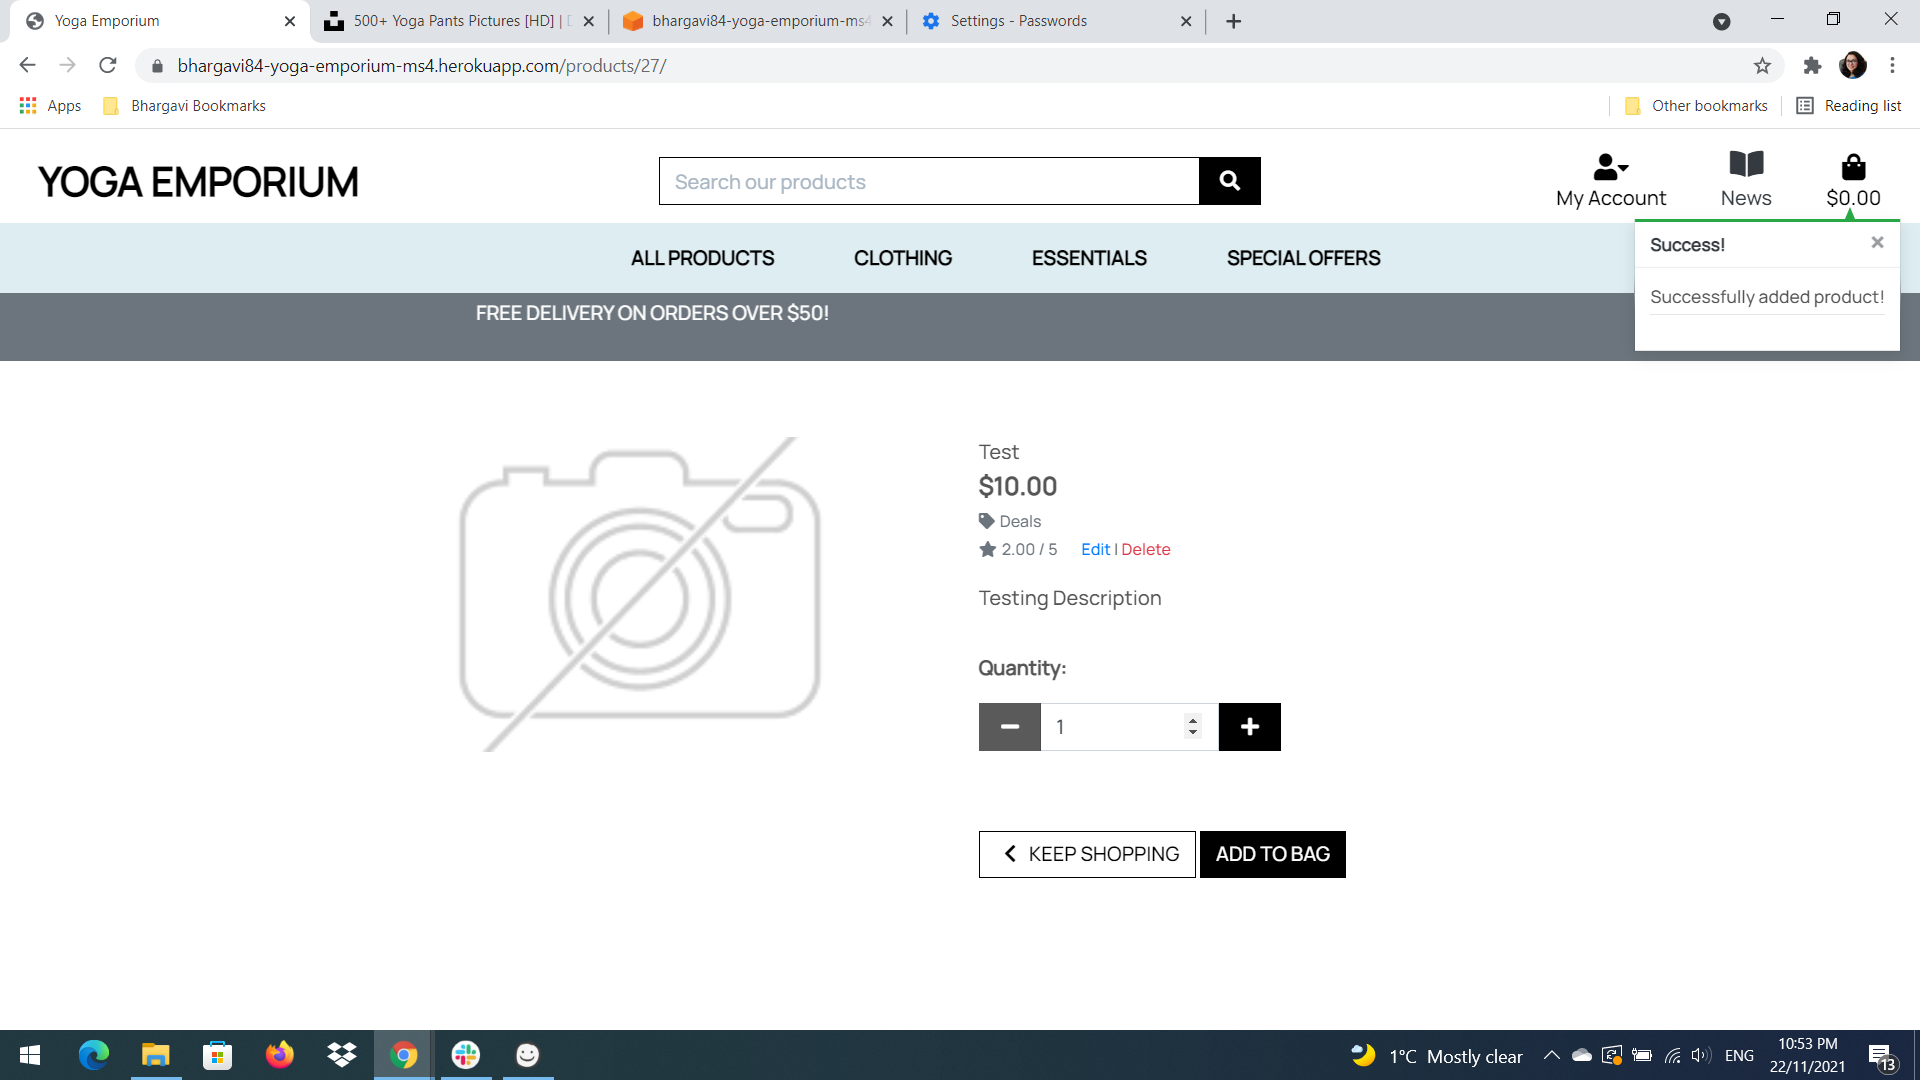 Yoga Emporium
500+ Yoga Pants Pictures [HD] |
bhargavi84-yoga-emporium-ms4
Settings - Passwords
bhargavi84-yoga-emporium-ms4.herokuapp.com/products/27/
Apps
Bhargavi Bookmarks
Other bookmarks
Reading list
YOGA EMPORIUM
Search our products
My Account
News
$0.00
ALL PRODUCTS
CLOTHING
ESSENTIALS
SPECIAL OFFERS
Success!
×
Successfully added product!
FREE DELIVERY ON ORDERS OVER $50!
Test
$10.00
Deals
2.00 / 5 Edit | Delete
Testing Description
Quantity:
1
KEEP SHOPPING
ADD TO BAG
1°C Mostly clear
ENG
10:53 PM
22/11/2021
13